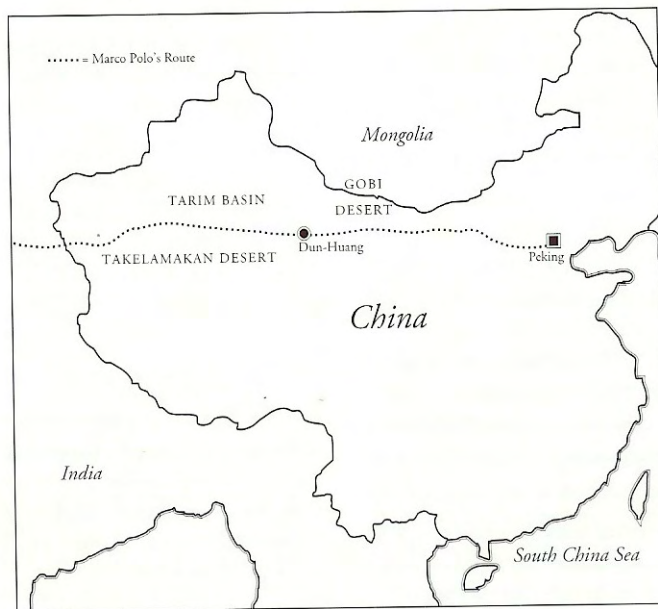 ······· = Marco Polo's Route
Mongolia
GOBI
DESERT
TARIM BASIN
Dun-Huang
TAKELAMAKAN DESERT
Peking
China
India
South China Sea